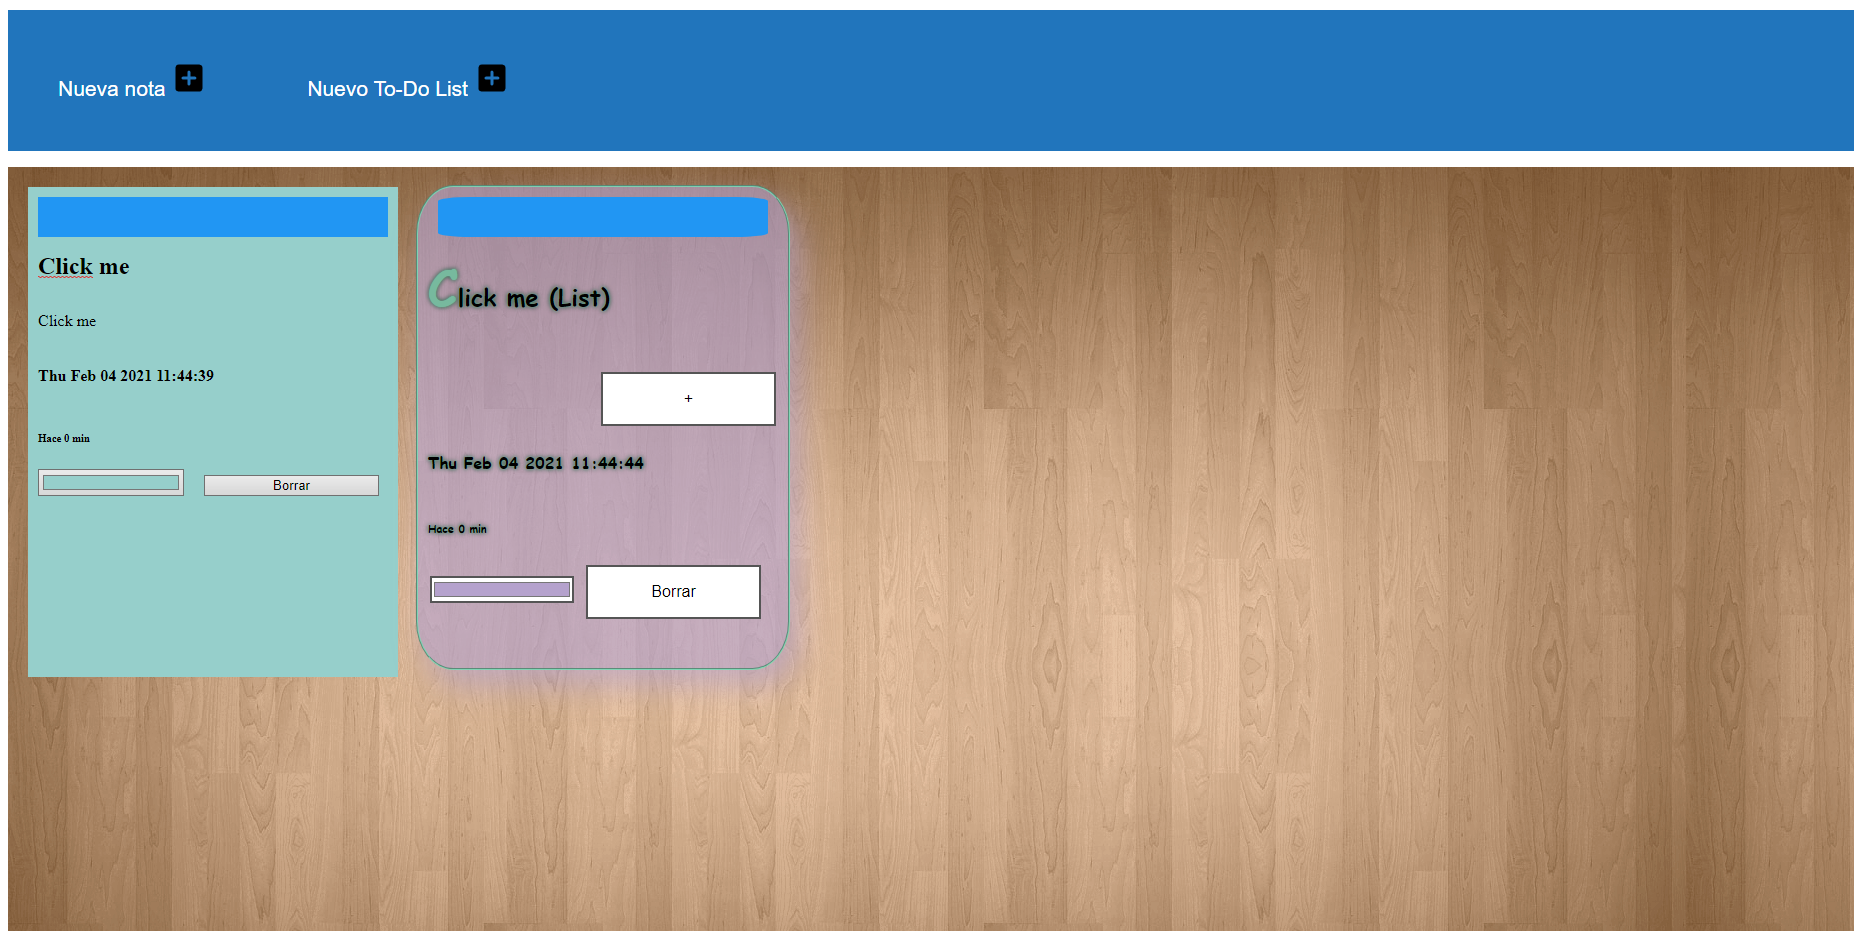 Nueva nota
Nuevo To-Do List
Click me
Click me
Thu Feb 04 2021 11:44:39
Hace 0 min
Borrar
Click me (List)
+
Thu Feb 04 2021 11:44:44
Hace 0 min
Borrar